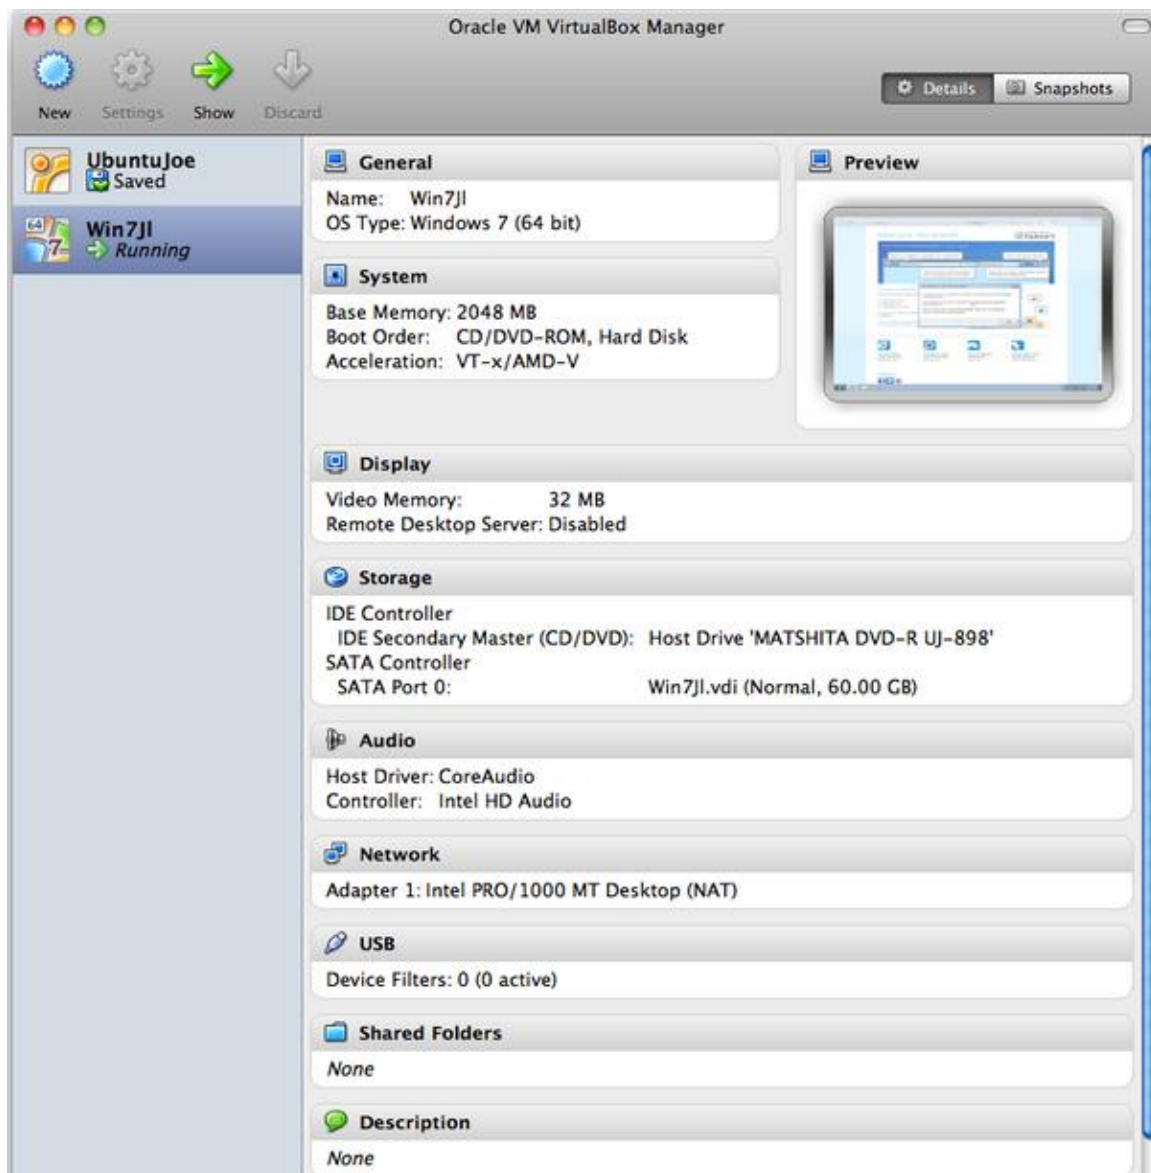 Oracle VM VirtualBox Manager
New Settings Show Discard
Details Snapshots
UbuntuJoe
Saved
64
7
Win7Jl
Running
General
Name: Win7Jl
OS Type: Windows 7 (64 bit)
System
Base Memory: 2048 MB
Boot Order: CD/DVD-ROM, Hard Disk
Acceleration: VT-x/AMD-V
Preview
Display
Video Memory: 32 MB
Remote Desktop Server: Disabled
Storage
IDE Controller
IDE Secondary Master (CD/DVD): Host Drive 'MATSHITA DVD-R UJ-898'
SATA Controller
SATA Port 0: Win7Jl.vdi (Normal, 60.00 GB)
Audio
Host Driver: CoreAudio
Controller: Intel HD Audio
Network
Adapter 1: Intel PRO/1000 MT Desktop (NAT)
USB
Device Filters: 0 (0 active)
Shared Folders
None
Description
None